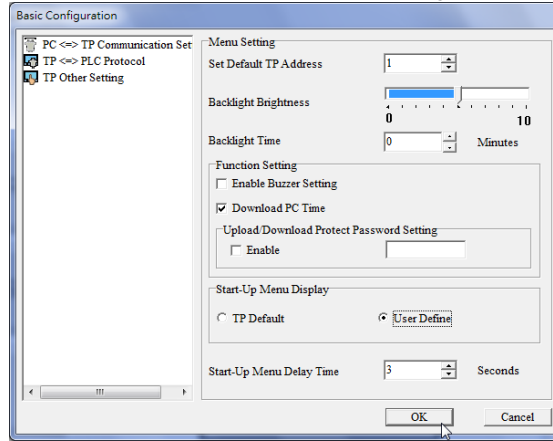 Basic Configuration
PC <=> TP Communication Set
TP <=> PLC Protocol
TP Other Setting
Menu Setting
Set Default TP Address 1
Backlight Brightness
0 10
Backlight Time 0 Minutes
Function Setting
Enable Buzzer Setting
Download PC Time
Upload/Download Protect Password Setting
Enable
Start-Up Menu Display
TP Default User Define
Start-Up Menu Delay Time 3 Seconds
OK Cancel